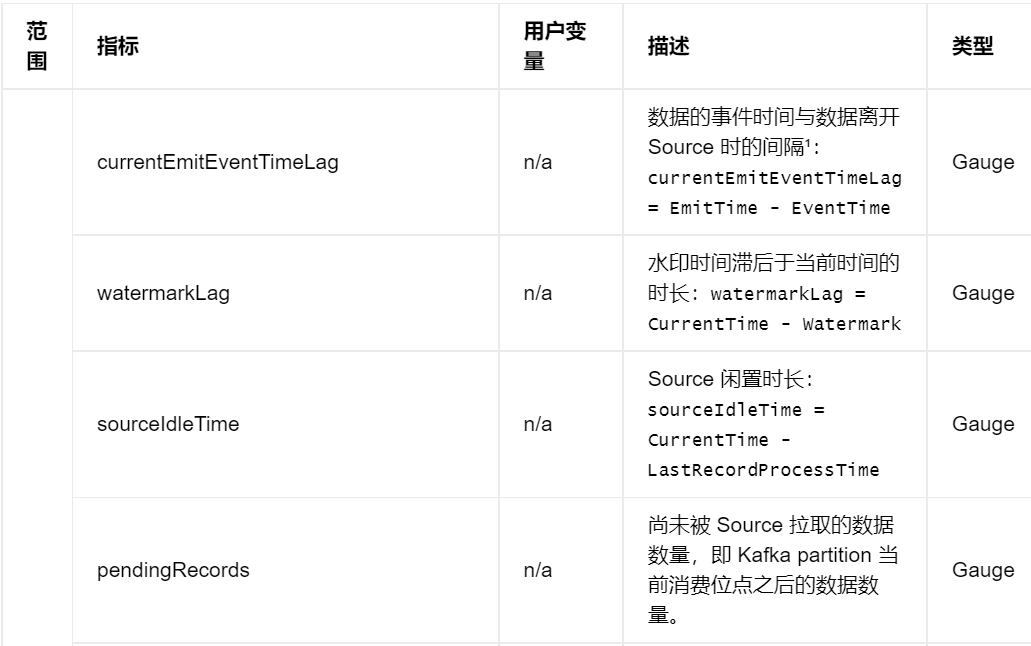 范
围
指标
用户变
量
描述
类型
currentEmitEventTimeLag
n/a
数据的事件时间与数据离开
Source 时的间隔¹：
currentEmitEventTimeLag
= EmitTime - EventTime
Gauge
watermarkLag
n/a
水印时间滞后于当前时间的
时长：watermarkLag =
CurrentTime - Watermark
Gauge
sourceIdleTime
n/a
Source 闲置时长：
sourceIdleTime =
CurrentTime -
LastRecordProcessTime
Gauge
pendingRecords
n/a
尚未被 Source 拉取的数据
数量，即 Kafka partition 当
前消费位点之后的数据数
量。
Gauge